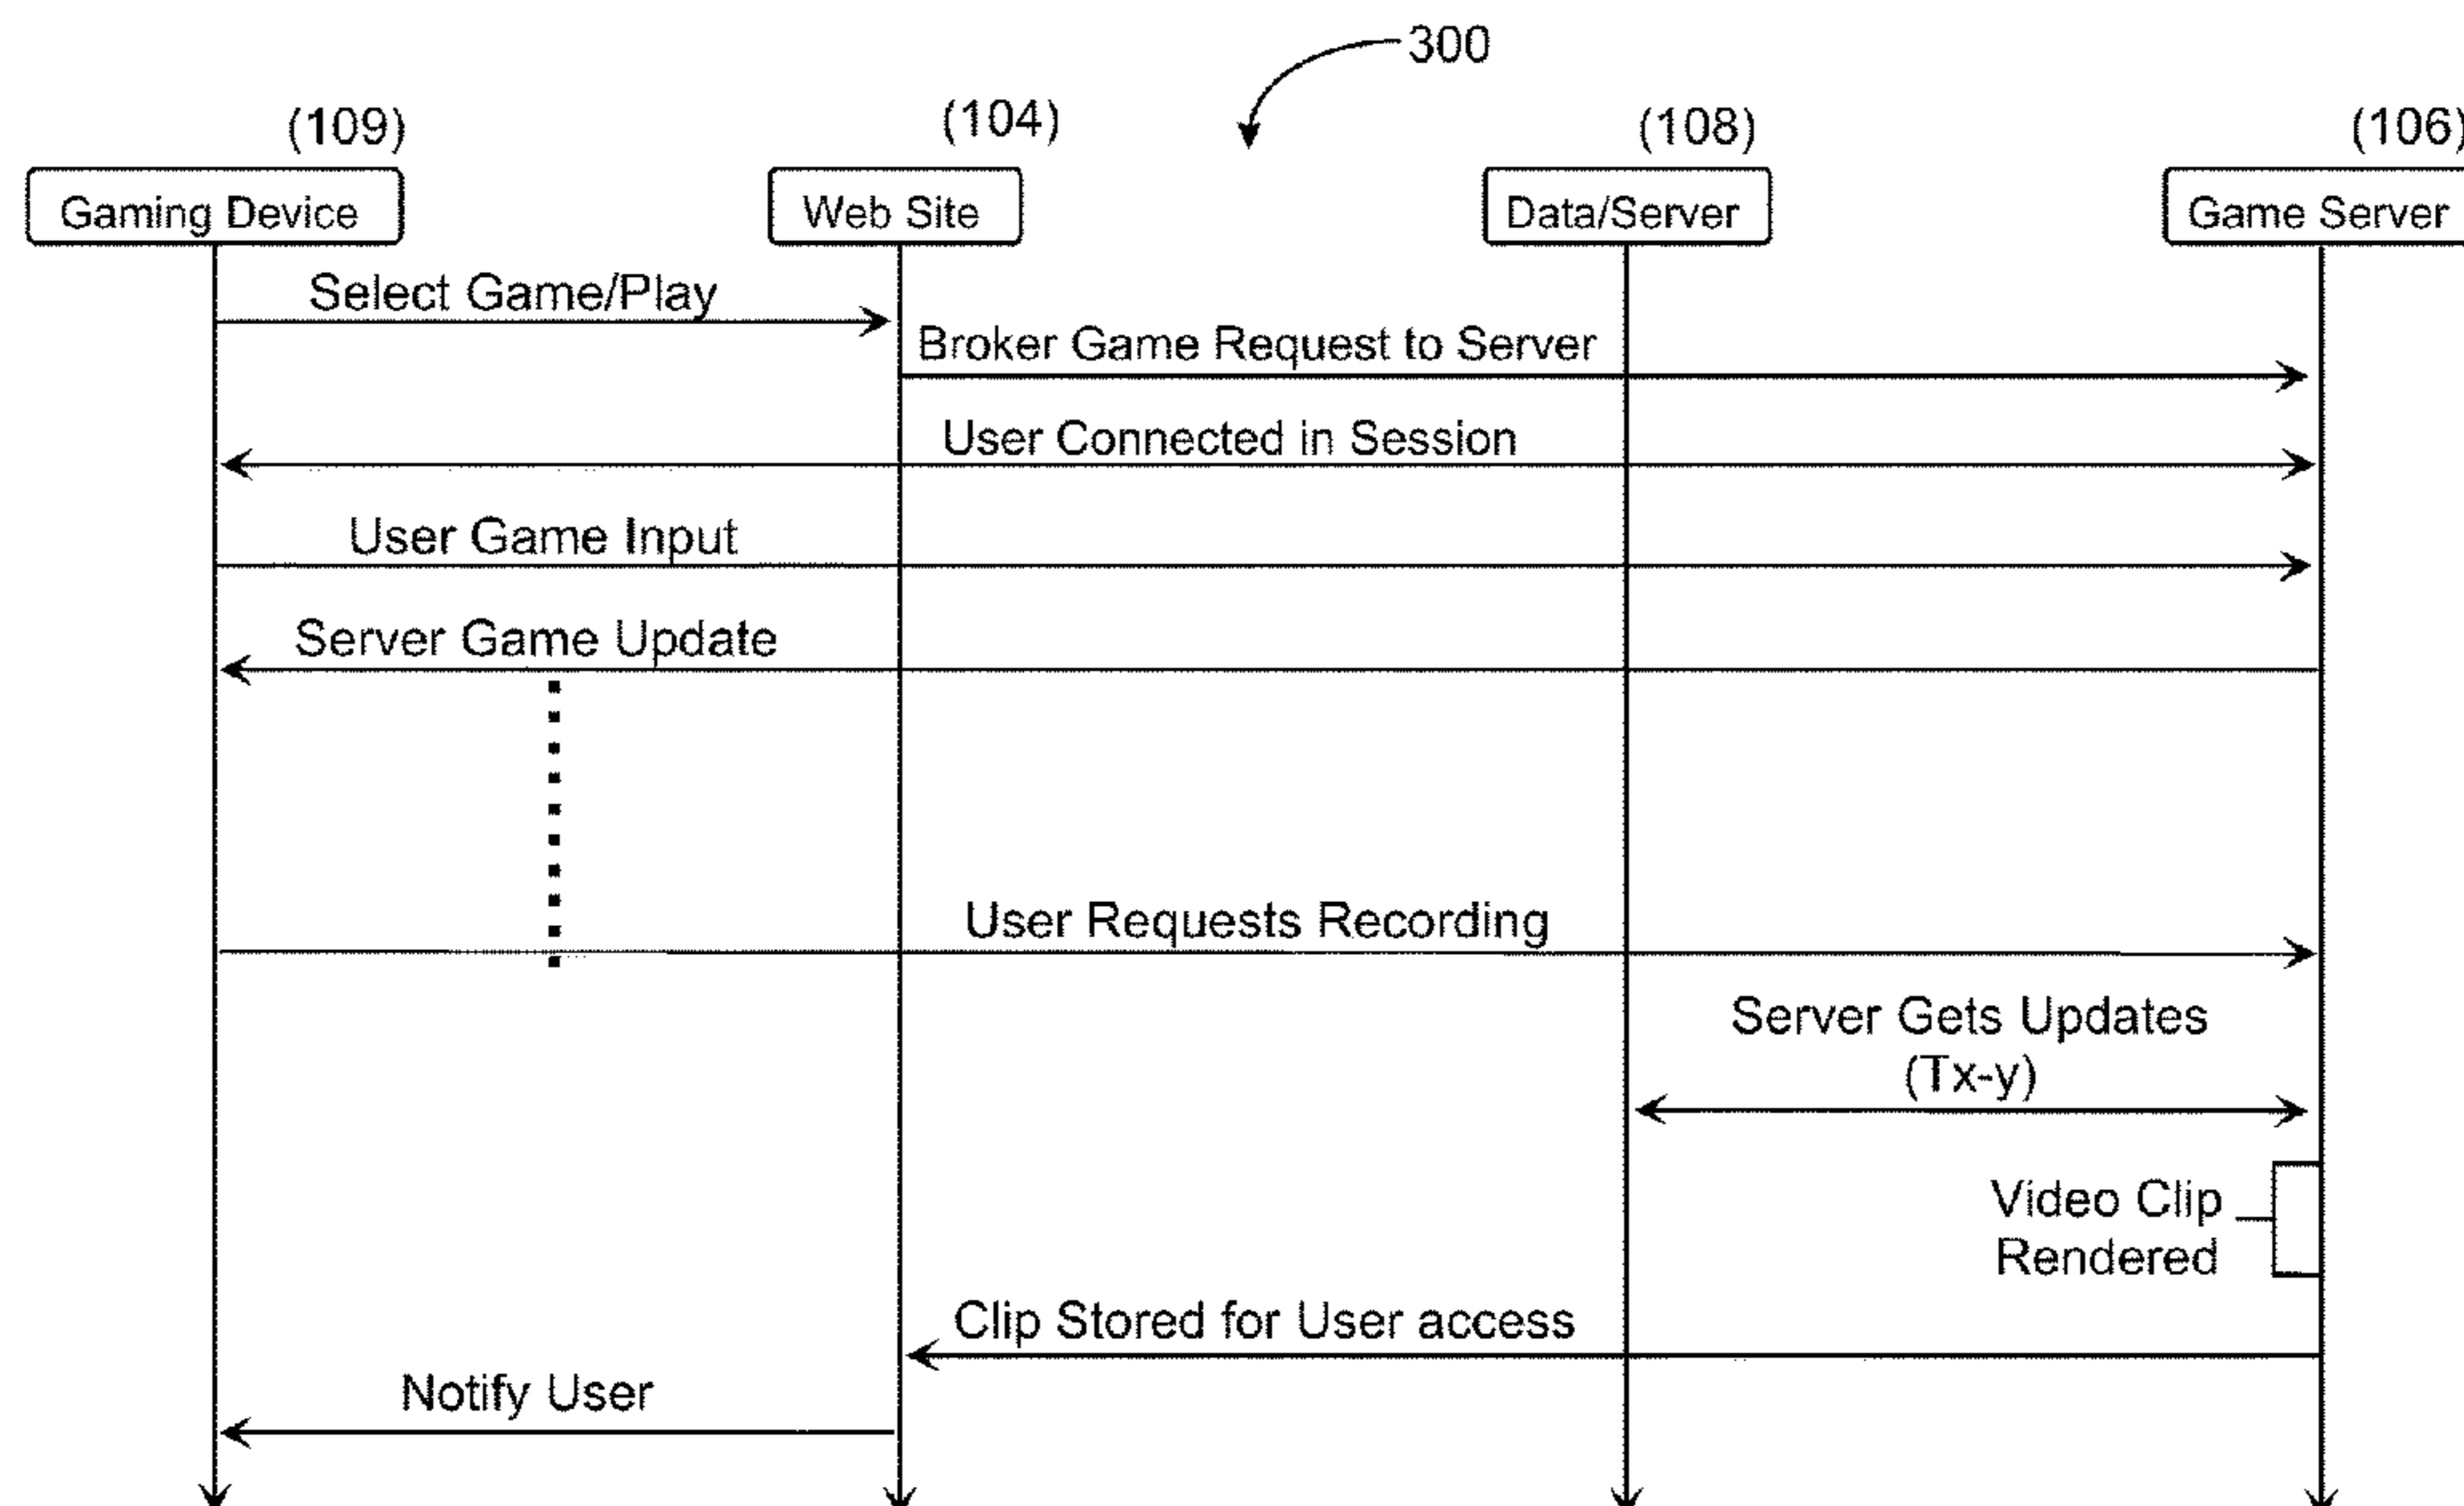 300
(109)
(104)
(108)
(106)
Gaming Device
Web Site
Data/Server
Game Server
Select Game/Play
Broker Game Request to Server
User Connected in Session
User Game Input
Server Game Update
User Requests Recording
Server Gets Updates
(Tx-y)
Video Clip
Rendered
Clip Stored for User access
Notify User